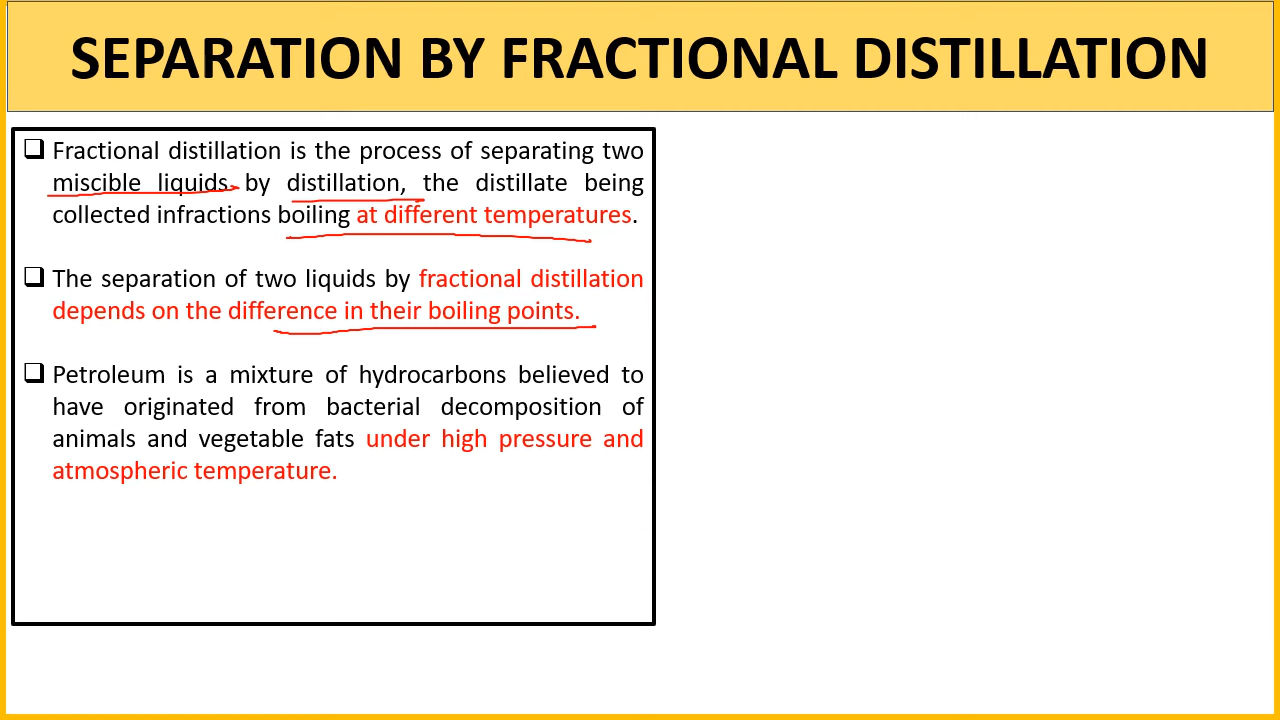 SEPARATION BY FRACTIONAL DISTILLATION
❑ Fractional distillation is the process of separating two
miscible liquids by distillation, the distillate being
collected infractions boiling at different temperatures.
❑ The separation of two liquids by fractional distillation
depends on the difference in their boiling points.
❑ Petroleum is a mixture of hydrocarbons believed to
have originated from bacterial decomposition of
animals and vegetable fats under high pressure and
atmospheric temperature.